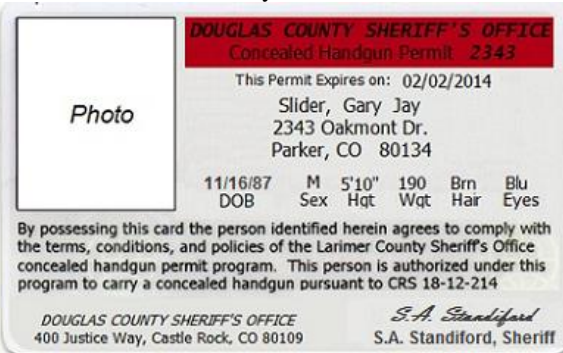 DOUGLAS COUNTY SHERIFF'S OFFICE
Concealed Handgun Permit 2343
This Permit Expires on: 02/02/2014
Photo
Slider, Gary Jay
2343 Oakmont Dr.
Parker, CO 80134
11/16/87 M 5'10" 190 Brn Blu
DOB Sex Hgt Wgt Hair Eyes
By possessing this card the person identified herein agrees to comply with
the terms, conditions, and policies of the Larimer County Sheriff's Office
concealed handgun permit program. This person is authorized under this
program to carry a concealed handgun pursuant to CRS 18-12-214
DOUGLAS COUNTY SHERIFF'S OFFICE
400 Justice Way, Castle Rock, CO 80109
S.A. Standiford
S.A. Standiford, Sheriff